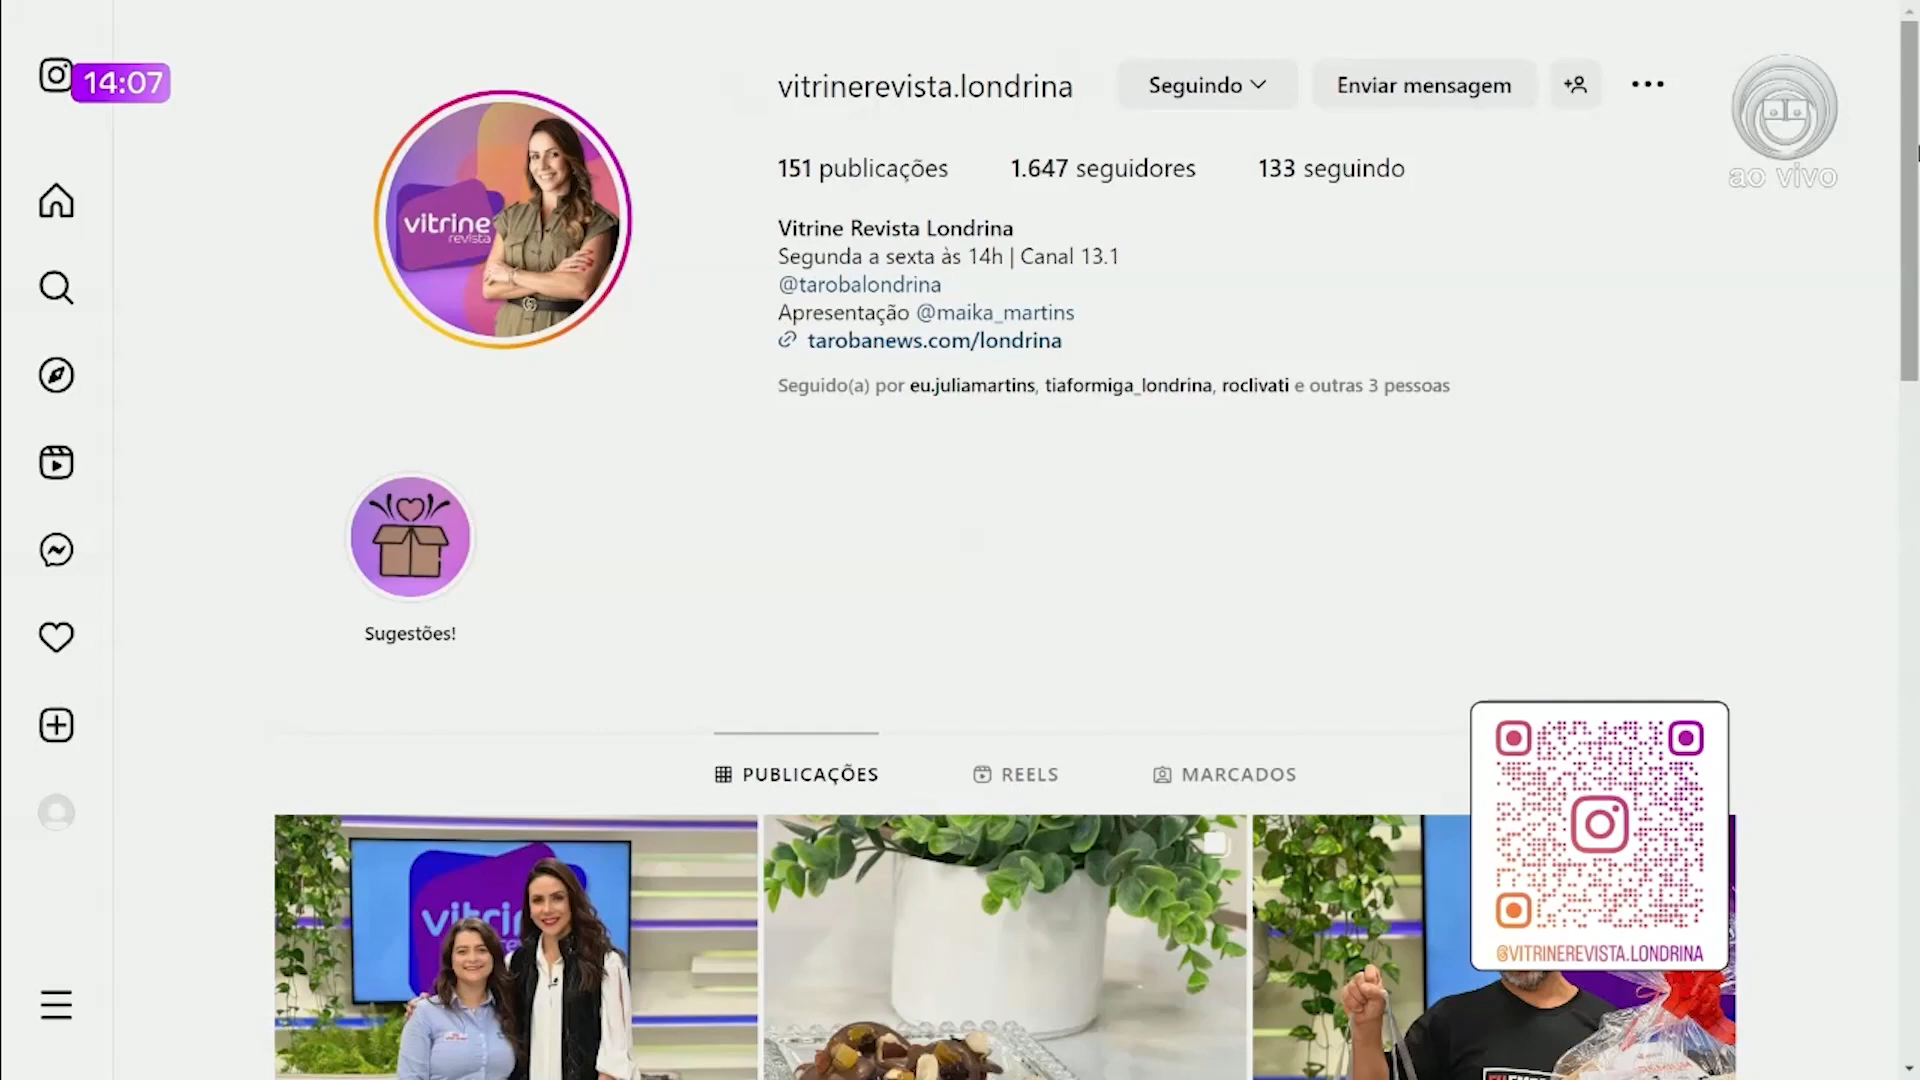 14:07
vitrinerevista.londrina
Seguindo
Enviar mensagem
ao vivo
151 publicações
1.647 seguidores
133 seguindo
vitrine
revista
Vitrine Revista Londrina
Segunda a sexta às 14h | Canal 13.1
@tarobalondrina
Apresentação @maika_martins
tarobanews.com/londrina
Seguido(a) por eu.juliamartins, tiaformiga_londrina, roclivati e outras 3 pessoas
Sugestões!
PUBLICAÇÕES
REELS
MARCADOS
@VITRINEREVISTA.LONDRINA